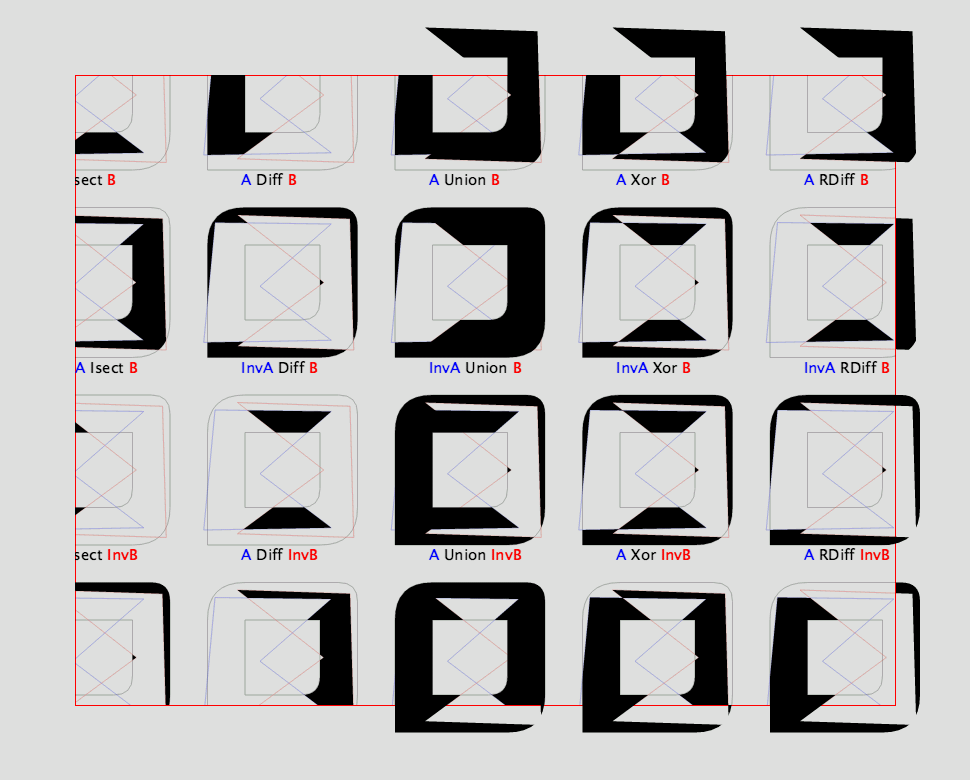 sect B A Diff B A Union B A Xor B A RDiff B
A Isect B InvA Diff B InvA Union B InvA Xor B InvA RDiff B
sect InvB A Diff InvB A Union InvB A Xor InvB A RDiff InvB